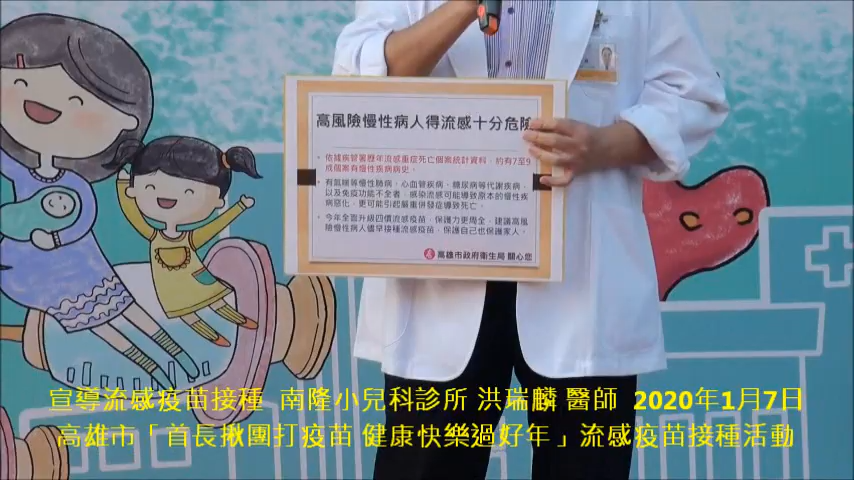 高風險慢性病人得流感十分危險
• 依據疾管署歷年流感死亡個案統計資料，約有7至9
成個案有慢性疾病病史。
• 有氣喘等慢性肺病、心血管疾病、糖尿病等代謝疾病，
以及免疫功能不全者，感染流感可能導致原本的慢性疾
病惡化，更可能引起嚴重併發症導致死亡。
• 今年全面升級四價流感疫苗，保護力更周全，建議高風
險慢性病人儘早接種流感疫苗，保護自己也保護家人。
高雄市政府衛生局 關心您
宣導流感疫苗接種 南隆小兒科診所 洪瑞麟 醫師 2020年1月7日
高雄市「首長揪團打疫苗 健康快樂過好年」流感疫苗接種活動